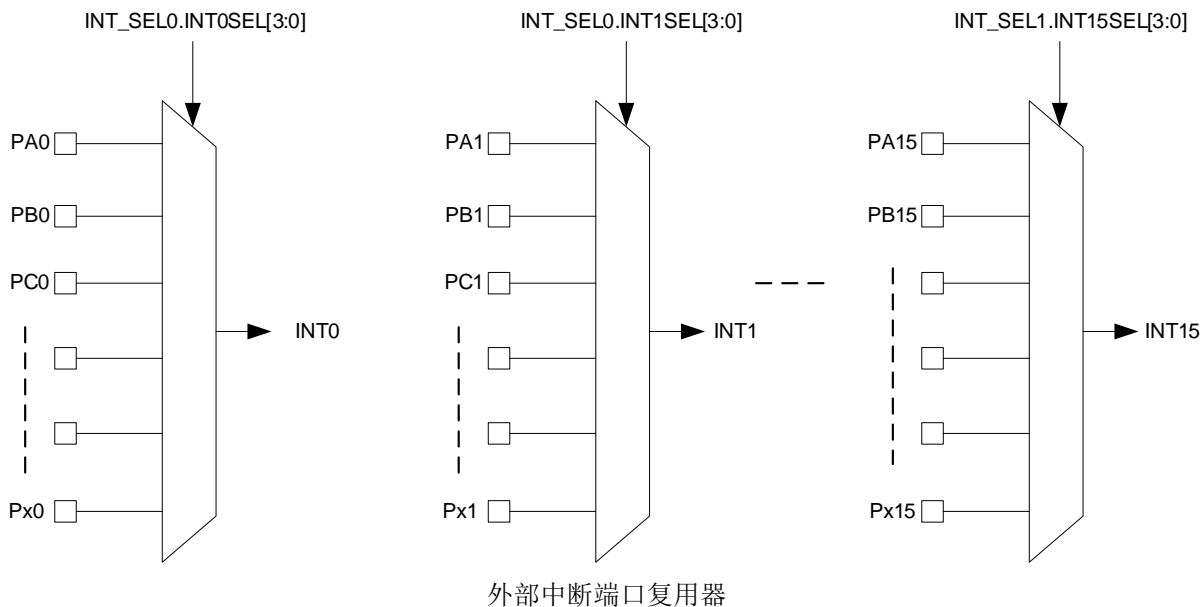 INT_SEL0.INT0SEL[3:0]
INT_SEL0.INT1SEL[3:0]
INT_SEL1.INT15SEL[3:0]
PA0
PA1
PA15
PB0
PB1
PB15
PC0
PC1
INT0
INT1
INT15
Px0
Px1
Px15
外部中断端口复用器